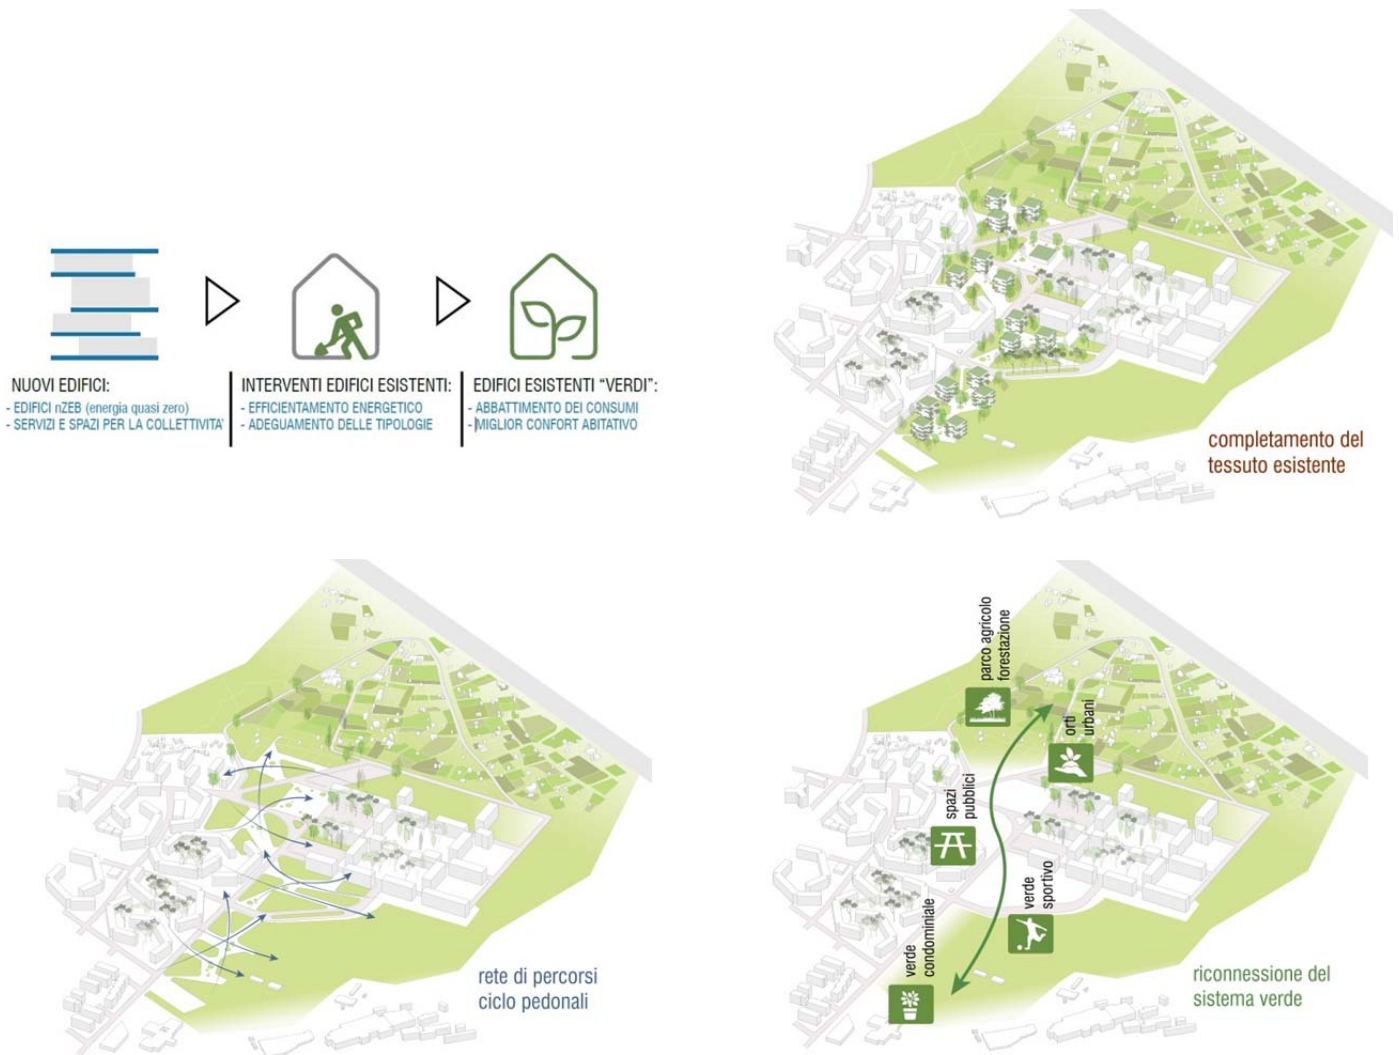 NUOVI EDIFICI:
- EDIFICI nZEB (energia quasi zero)
- SERVIZI E SPAZI PER LA COLLETTIVITA'
INTERVENTI EDIFICI ESISTENTI:
- EFFICIENTAMENTO ENERGETICO
- ADEGUAMENTO DELLE TIPOLOGIE
EDIFICI ESISTENTI "VERDI":
- ABBATTIMENTO DEI CONSUMI
- MIGLIOR CONFORT ABITATIVO
completamento del
tessuto esistente
rete di percorsi
ciclo pedonali
parco agricolo
forestazione
orti
urbani
spazi
pubblici
verde
sportivo
verde
condominiale
riconnessione del
sistema verde